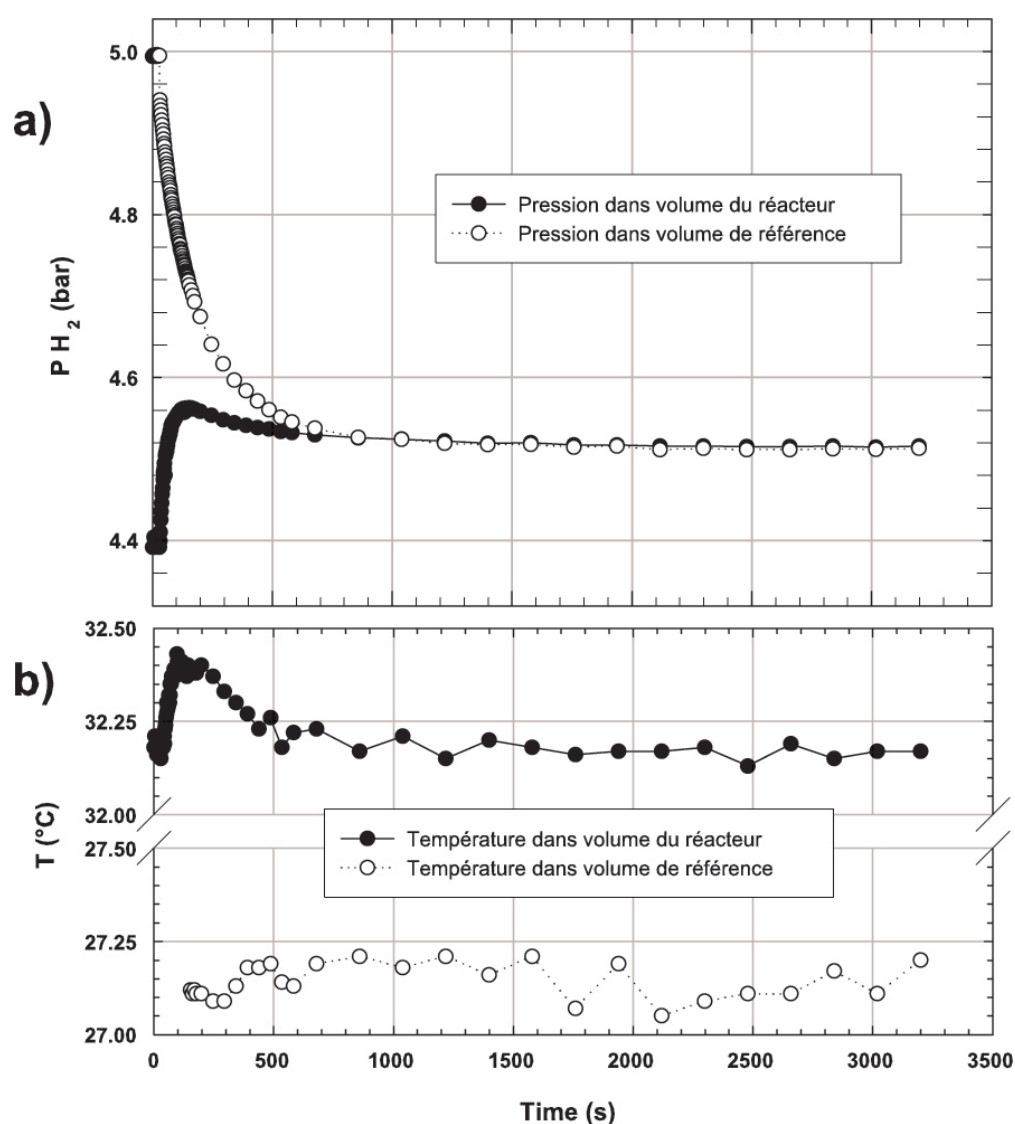 a)
5.0
4.8
4.6
4.4
P H2 (bar)
Pression dans volume du réacteur
Pression dans volume de référence
b)
32.50
32.25
32.00
27.50
27.25
27.00
T (°C)
Température dans volume du réacteur
Température dans volume de référence
0 500 1000 1500 2000 2500 3000 3500
Time (s)